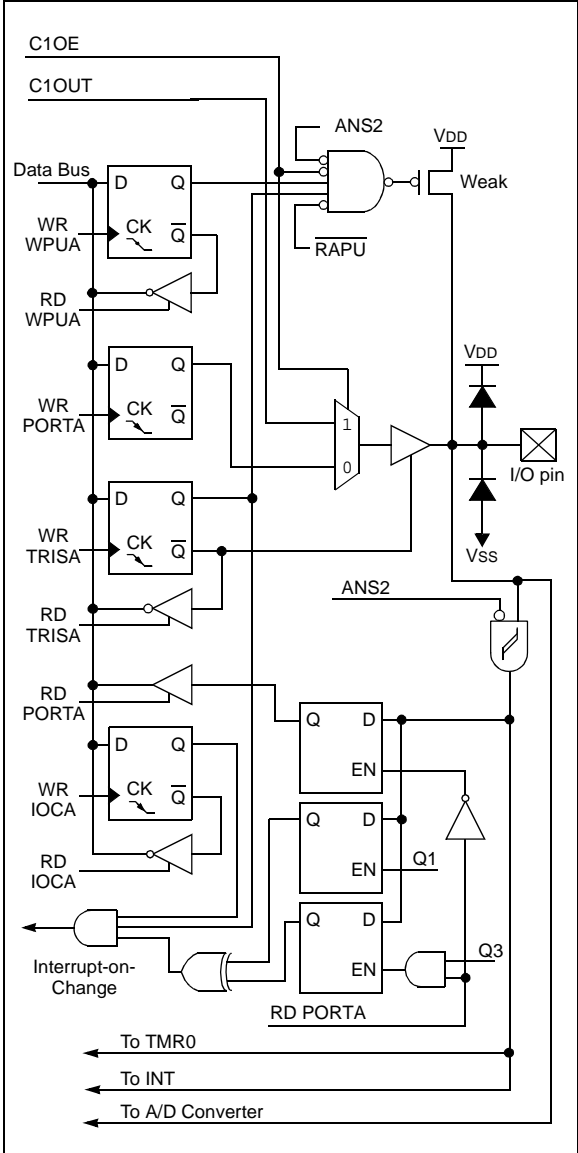 C1OE
C1OUT
ANS2
VDD
Data Bus
D Q
Weak
WR
WPUA
CK
Q
RAPU
RD
WPUA
D Q
VDD
WR
PORTA
CK
Q
1
0
I/O pin
D Q
WR
TRISA
CK
Q
VSS
ANS2
RD
TRISA
RD
PORTA
Q D
EN
D Q
WR
IOCA
CK
Q
Q D
EN
Q1
RD
IOCA
Q D
EN
Q3
Interrupt-on-
Change
RD PORTA
To TMR0
To INT
To A/D Converter